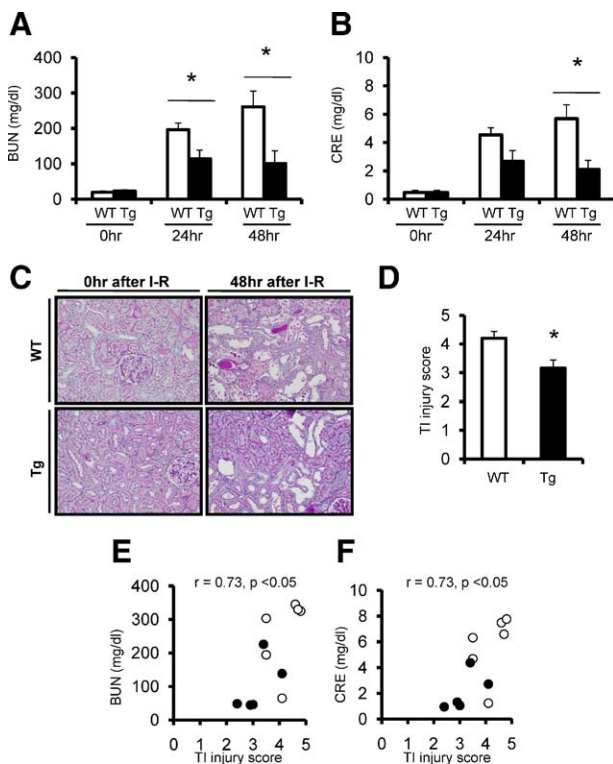 A
BUN (mg/dl)
400
300
200
100
0
*
*
WT Tg
WT Tg
WT Tg
0hr
24hr
48hr
B
CRE (mg/dl)
10
8
6
4
2
0
*
WT Tg
WT Tg
WT Tg
0hr
24hr
48hr
C
0hr after I-R
48hr after I-R
WT
Tg
D
TI injury score
5
4
3
2
1
0
*
WT
Tg
E
r = 0.73, p <0.05
BUN (mg/dl)
400
300
200
100
0
0 1 2 3 4 5
TI injury score
F
r = 0.73, p <0.05
CRE (mg/dl)
10
8
6
4
2
0
0 1 2 3 4 5
TI injury score